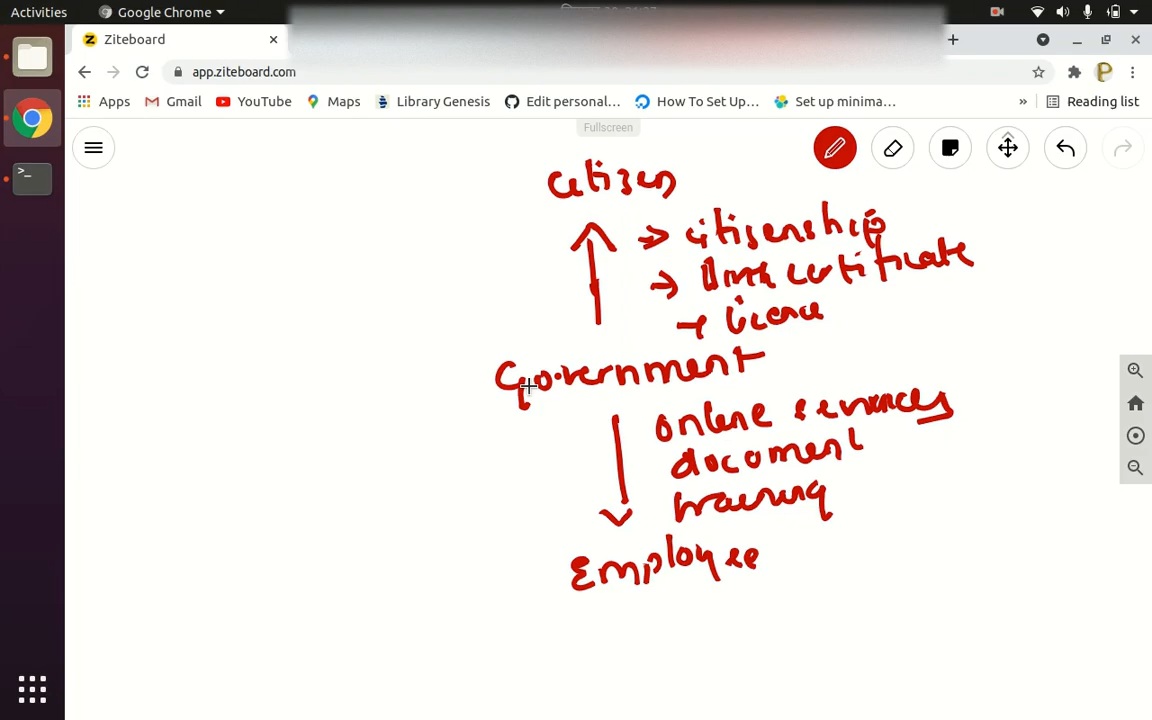 Activities
Google Chrome
Ziteboard
app.ziteboard.com
Apps
Gmail
YouTube
Maps
Library Genesis
Edit personal...
How To Set Up...
Set up minima...
»
Reading list
Fullscreen
citizen
→ citizenship
→ birth certificate
→ licence
Government
online services
document
training
Employee